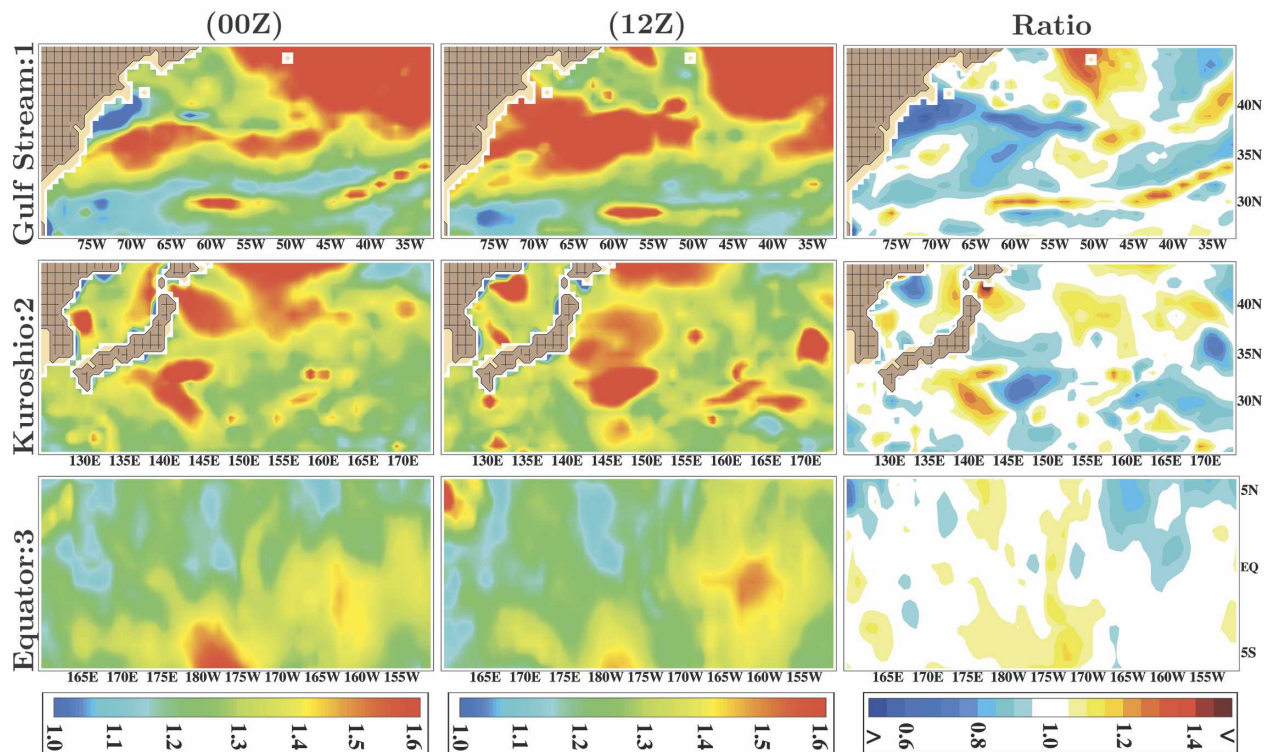 (00Z) (12Z) Ratio
Gulf Stream:1
40N
35N
30N
75W 70W 65W 60W 55W 50W 45W 40W 35W 75W 70W 65W 60W 55W 50W 45W 40W 35W 75W 70W 65W 60W 55W 50W 45W 40W 35W
Kuroshio:2
40N
35N
30N
130E 135E 140E 145E 150E 155E 160E 165E 170E 130E 135E 140E 145E 150E 155E 160E 165E 170E 130E 135E 140E 145E 150E 155E 160E 165E 170E
Equator:3
5N
EQ
5S
165E 170E 175E 180W 175W 170W 160W 155W 165E 170E 175E 180W 175W 170W 160W 155W 165E 170E 175E 180W 175W 170W 160W 155W
1.0 1.1 1.2 1.3 1.4 1.5 1.6 1.0 1.1 1.2 1.3 1.4 1.5 1.6 < 0.6 0.8 1.0 1.2 1.4 >